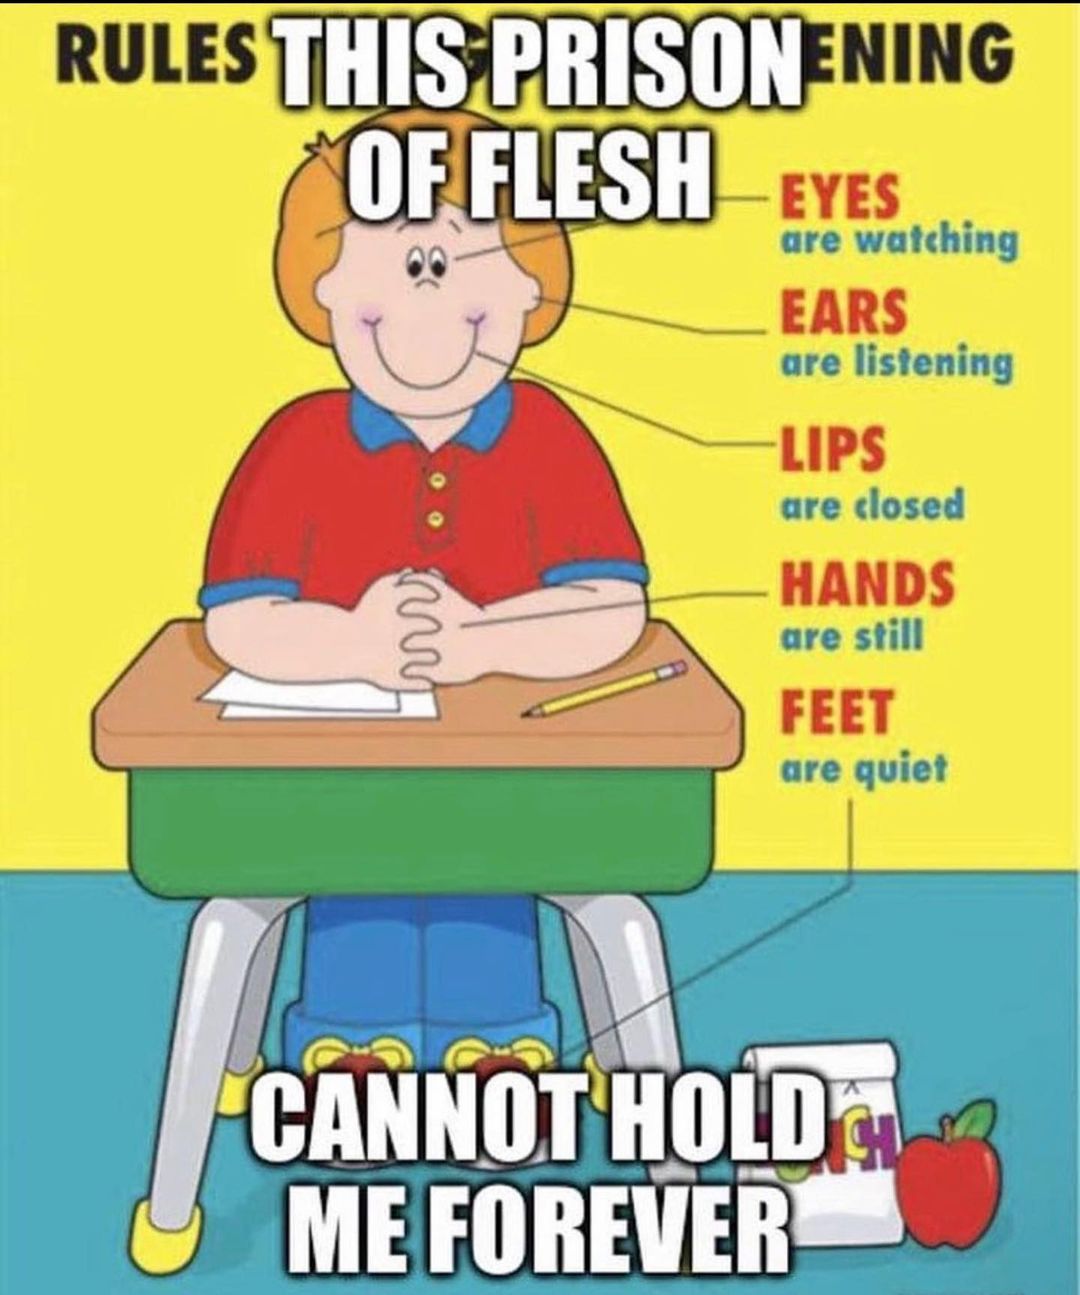 RULES THIS PRISON ENING
OF FLESH
EYES
are watching
EARS
are listening
LIPS
are closed
HANDS
are still
FEET
are quiet
CANNOT HOLD
CH
ME FOREVER